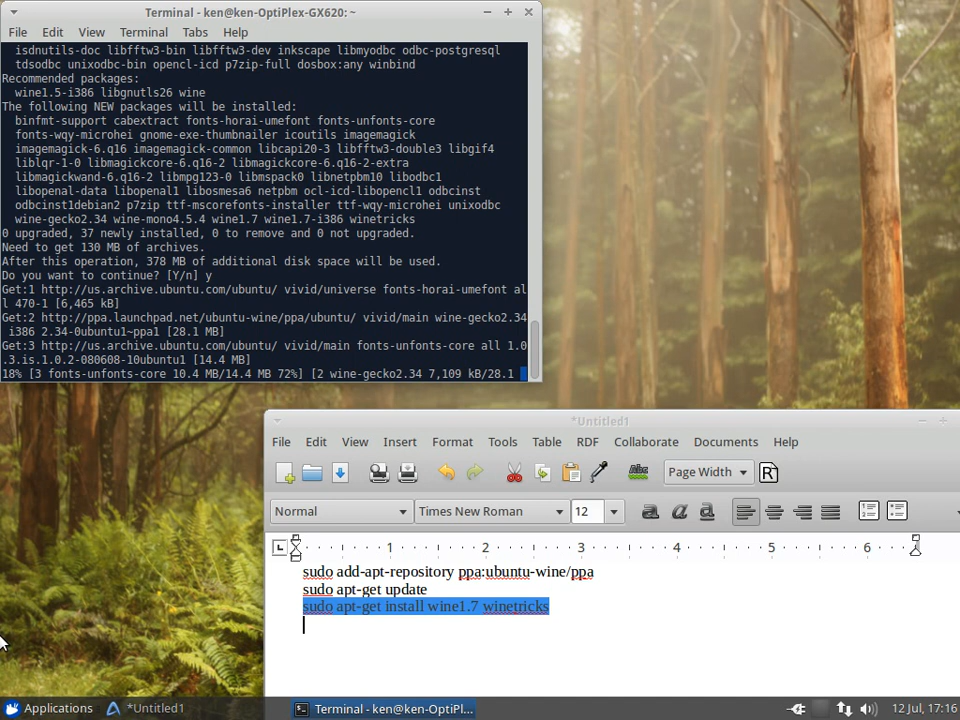 Terminal - ken@ken-OptiPlex-GX620: ~
File Edit View Terminal Tabs Help
isdnutils-doc libfftw3-bin libfftw3-dev inkscape libmyodbc odbc-postgresql
tdsodbc unixodbc-bin opencl-icd p7zip-full dosbox:any winbind
Recommended packages:
wine1.5-i386 libgnutls26 wine
The following NEW packages will be installed:
binfmt-support cabextract fonts-horai-umefont fonts-unfonts-core
fonts-wqy-microhei gnome-exe-thumbnailer icoutils imagemagick
imagemagick-6.q16 imagemagick-common libcapi20-3 libfftw3-double3 libgif4
liblqr-1-0 libmagickcore-6.q16-2 libmagickcore-6.q16-2-extra
libmagickwand-6.q16-2 libmpg123-0 libmspack0 libnetpbm10 libodbc1
libopenal-data libopenal1 libosmesa6 netpbm ocl-icd-libopencl1 odbcinst
odbcinst1debian2 p7zip ttf-mscorefonts-installer ttf-wqy-microhei unixodbc
wine-gecko2.34 wine-mono4.5.4 wine1.7 wine1.7-i386 winetricks
0 upgraded, 37 newly installed, 0 to remove and 0 not upgraded.
Need to get 130 MB of archives.
After this operation, 378 MB of additional disk space will be used.
Do you want to continue? [Y/n] y
Get:1 http://us.archive.ubuntu.com/ubuntu/ vivid/universe fonts-horai-umefont al
l 470-1 [6,465 kB]
Get:2 http://ppa.launchpad.net/ubuntu-wine/ppa/ubuntu/ vivid/main wine-gecko2.34
i386 2.34-0ubuntu1~ppa1 [28.1 MB]
Get:3 http://us.archive.ubuntu.com/ubuntu/ vivid/main fonts-unfonts-core all 1.0
.3.is.1.0.2-080608-10ubuntu1 [14.4 MB]
18% [3 fonts-unfonts-core 10.4 MB/14.4 MB 72%] [2 wine-gecko2.34 7,109 kB/28.1
*Untitled1
File Edit View Insert Format Tools Table RDF Collaborate Documents Help
Abc Page Width R
Normal Times New Roman 12 a a a
L 1 2 3 4 5 6
sudo add-apt-repository ppa:ubuntu-wine/ppa
sudo apt-get update
sudo apt-get install wine1.7 winetricks
Applications *Untitled1 Terminal - ken@ken-OptiPl... 12 Jul, 17:16